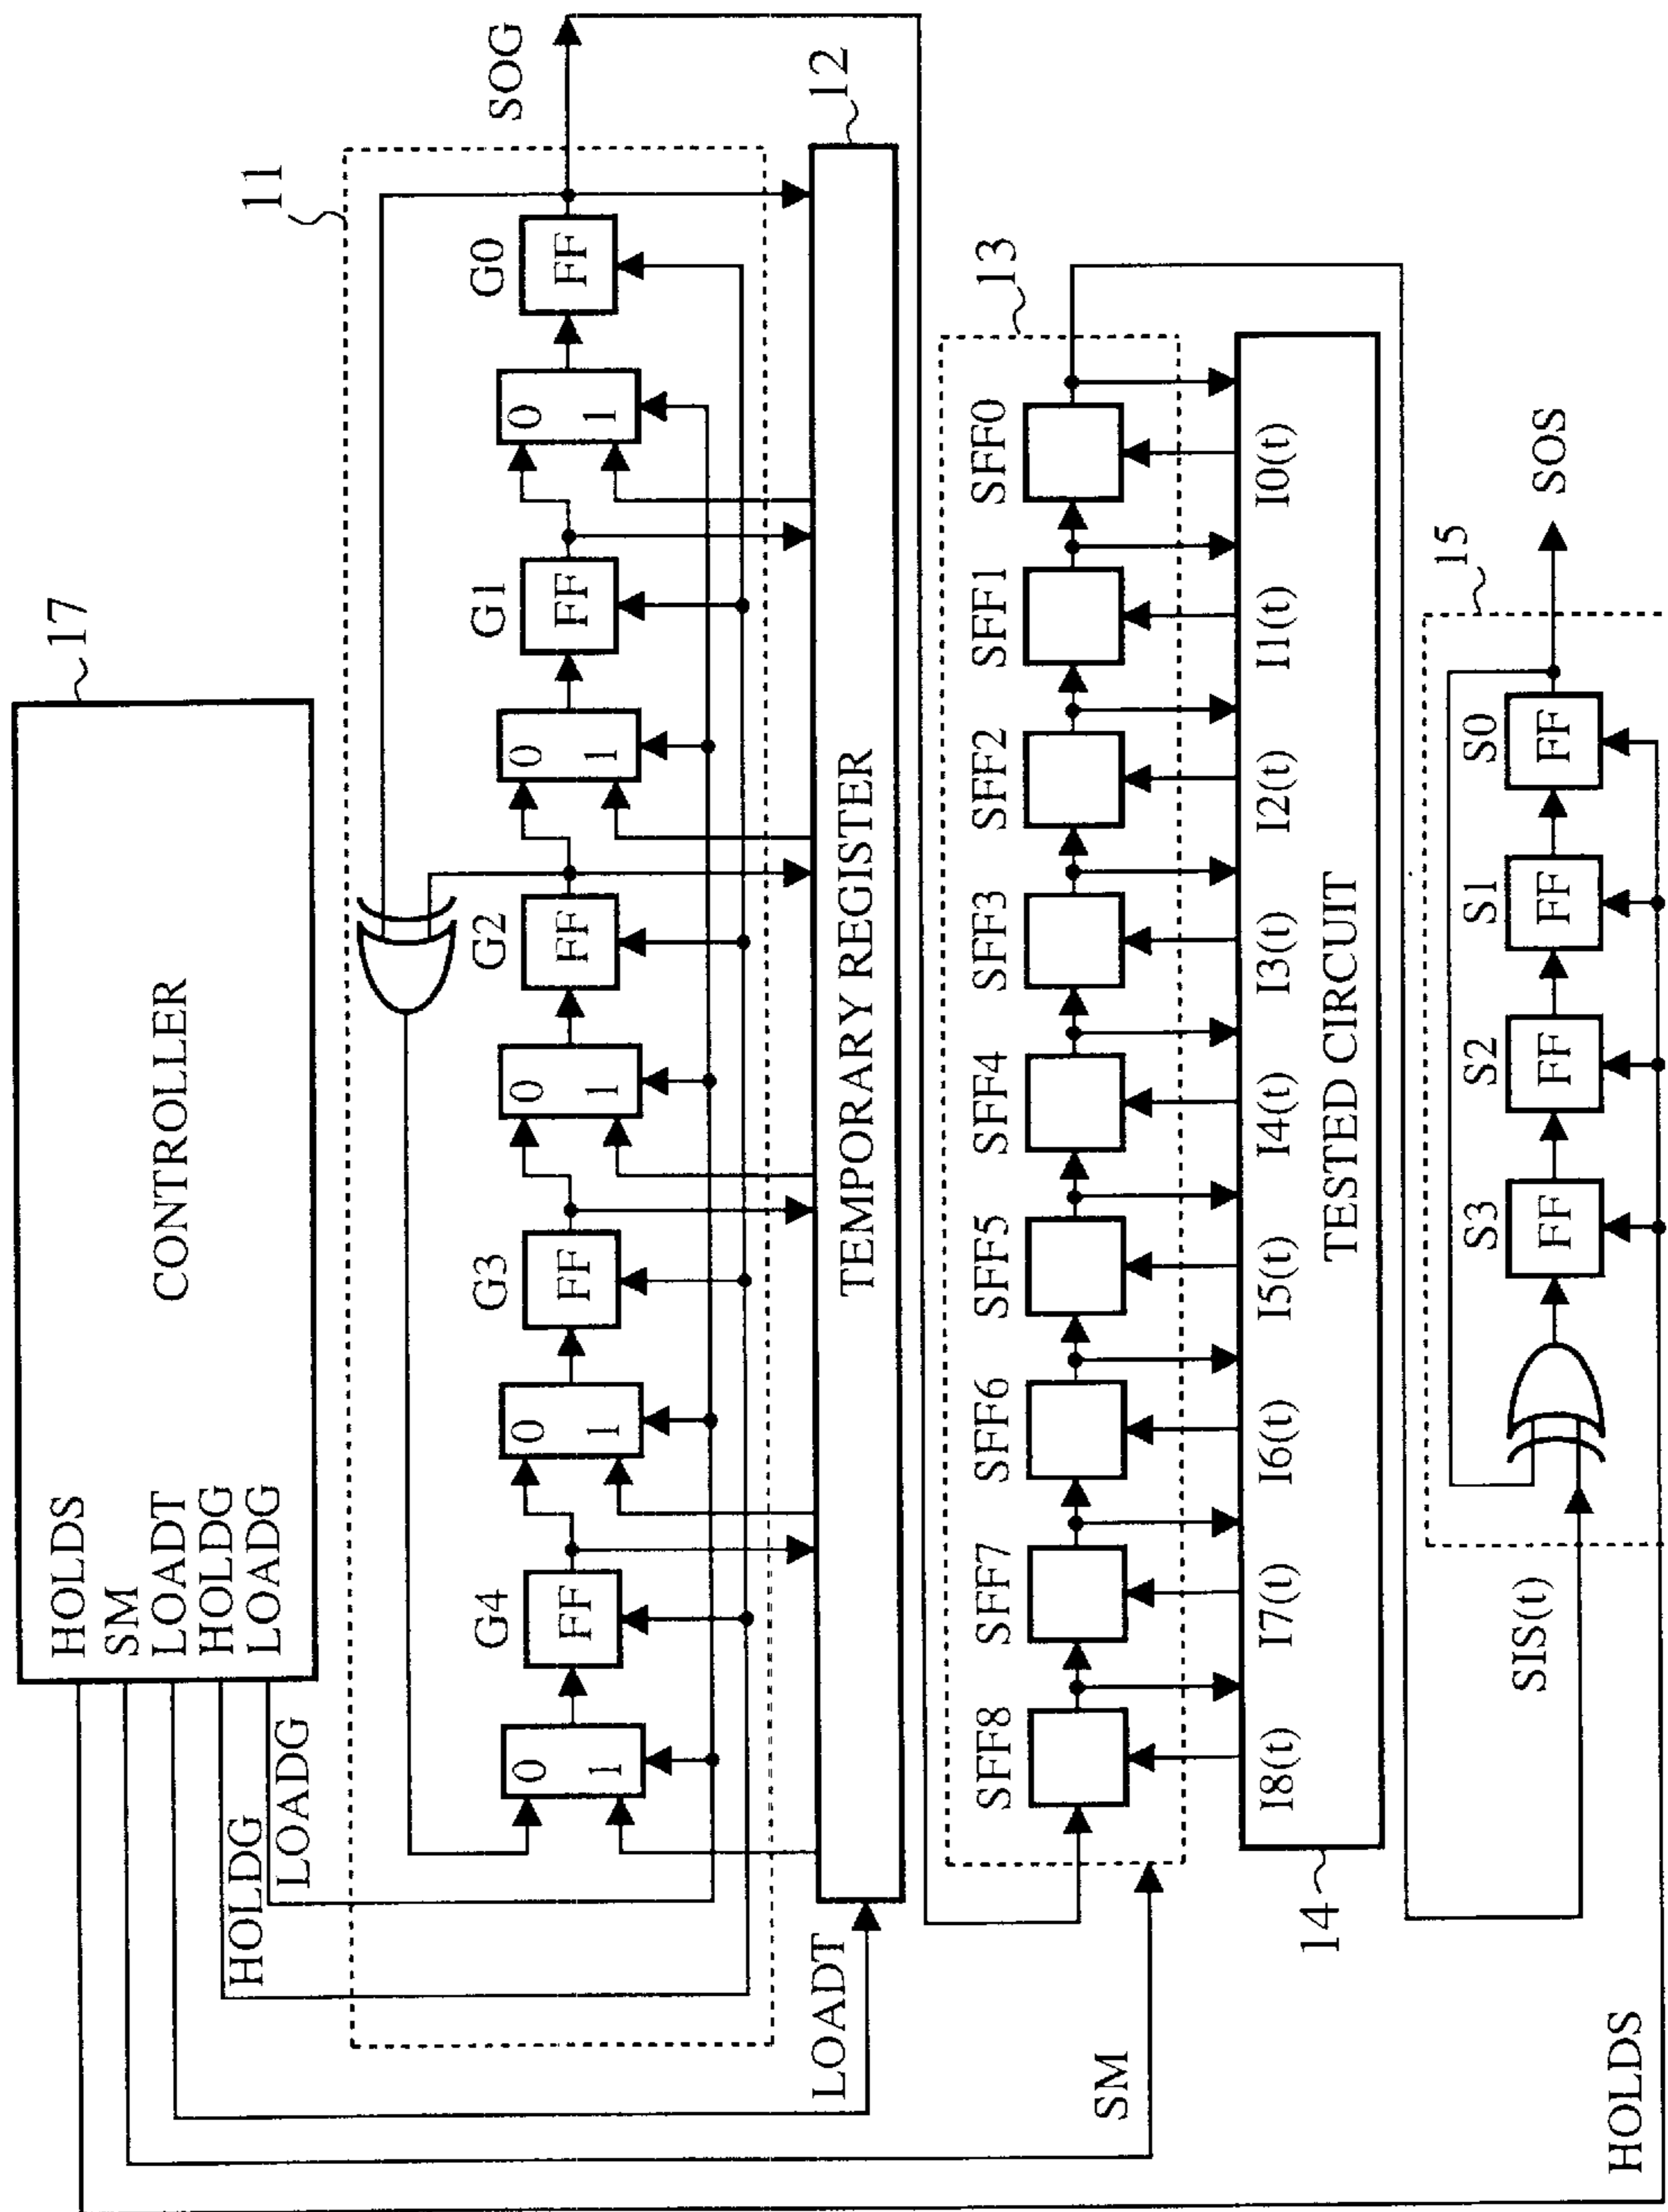 17
CONTROLLER
HOLDS
SM
LOADT
HOLDG
LOADG
HOLDG
LOADG
11
SOG
G4
G3
G2
G1
G0
FF
FF
FF
FF
FF
0
1
0
1
0
1
0
1
0
1
12
TEMPORARY REGISTER
LOADT
13
SFF8
SFF7
SFF6
SFF5
SFF4
SFF3
SFF2
SFF1
SFF0
SM
I8(t)
I7(t)
I6(t)
I5(t)
I4(t)
I3(t)
I2(t)
I1(t)
I0(t)
TESTED CIRCUIT
14
15
SIS(t)
S3
S2
S1
S0
FF
FF
FF
FF
SOS
HOLDS